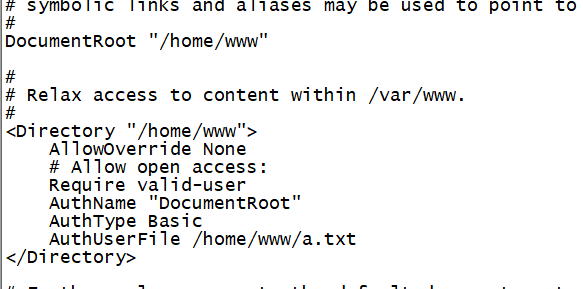 # symbolic links and aliases may be used to point to
#
DocumentRoot "/home/www"
#
# Relax access to content within /var/www.
#
<Directory "/home/www">
AllowOverride None
# Allow open access:
Require valid-user
AuthName "DocumentRoot"
AuthType Basic
AuthUserFile /home/www/a.txt
</Directory>